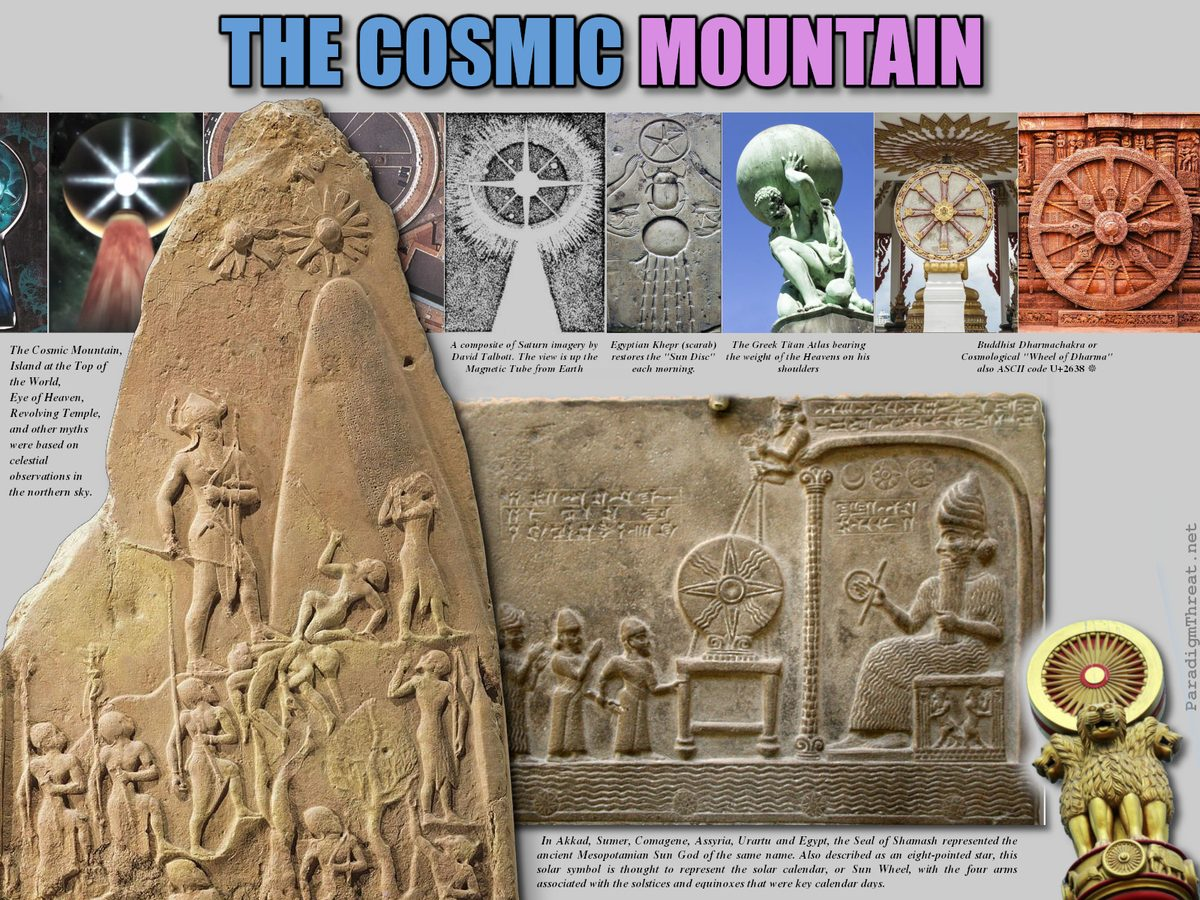 THE COSMIC MOUNTAIN
The Cosmic Mountain,
Island at the Top of
the World,
Eye of Heaven,
Revolving Temple,
and other myths
were based on
celestial
observations in
the northern sky.
A composite of Saturn imagery by
David Talbott. The view is up the
Magnetic Tube from Earth
Egyptian Khepr (scarab)
restores the "Sun Disc"
each morning.
The Greek Titan Atlas bearing
the weight of the Heavens on his
shoulders
Buddhist Dharmachakra or
Cosmological "Wheel of Dharma"
also ASCII code U+2638 ☸
ParadigmThreat.net
In Akkad, Sumer, Comagene, Assyria, Urartu and Egypt, the Seal of Shamash represented the
ancient Mesopotamian Sun God of the same name. Also described as an eight-pointed star, this
solar symbol is thought to represent the solar calendar, or Sun Wheel, with the four arms
associated with the solstices and equinoxes that were key calendar days.